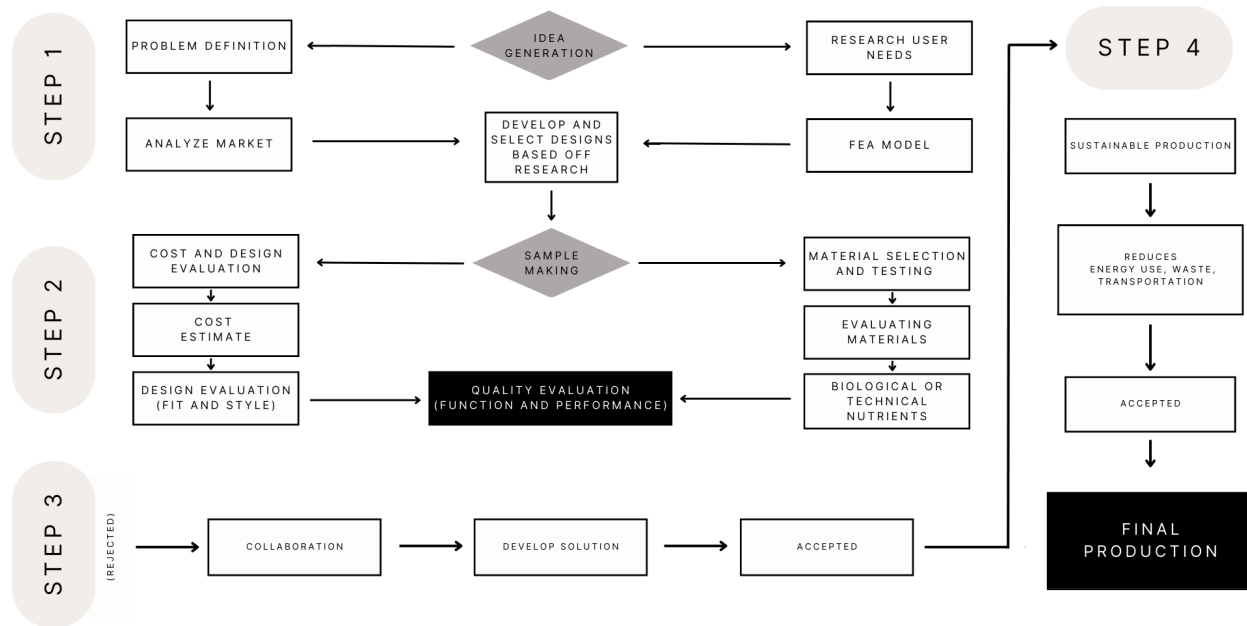 STEP 1
PROBLEM DEFINITION
IDEA
GENERATION
RESEARCH USER
NEEDS
ANALYZE MARKET
DEVELOP AND
SELECT DESIGNS
BASED OFF
RESEARCH
FEA MODEL
STEP 2
COST AND DESIGN
EVALUATION
SAMPLE
MAKING
MATERIAL SELECTION
AND TESTING
COST
ESTIMATE
EVALUATING
MATERIALS
DESIGN EVALUATION
(FIT AND STYLE)
QUALITY EVALUATION
(FUNCTION AND PERFORMANCE)
BIOLOGICAL OR
TECHNICAL
NUTRIENTS
STEP 3
(REJECTED)
COLLABORATION
DEVELOP SOLUTION
ACCEPTED
STEP 4
SUSTAINABLE PRODUCTION
REDUCES
ENERGY USE, WASTE,
TRANSPORTATION
ACCEPTED
FINAL
PRODUCTION